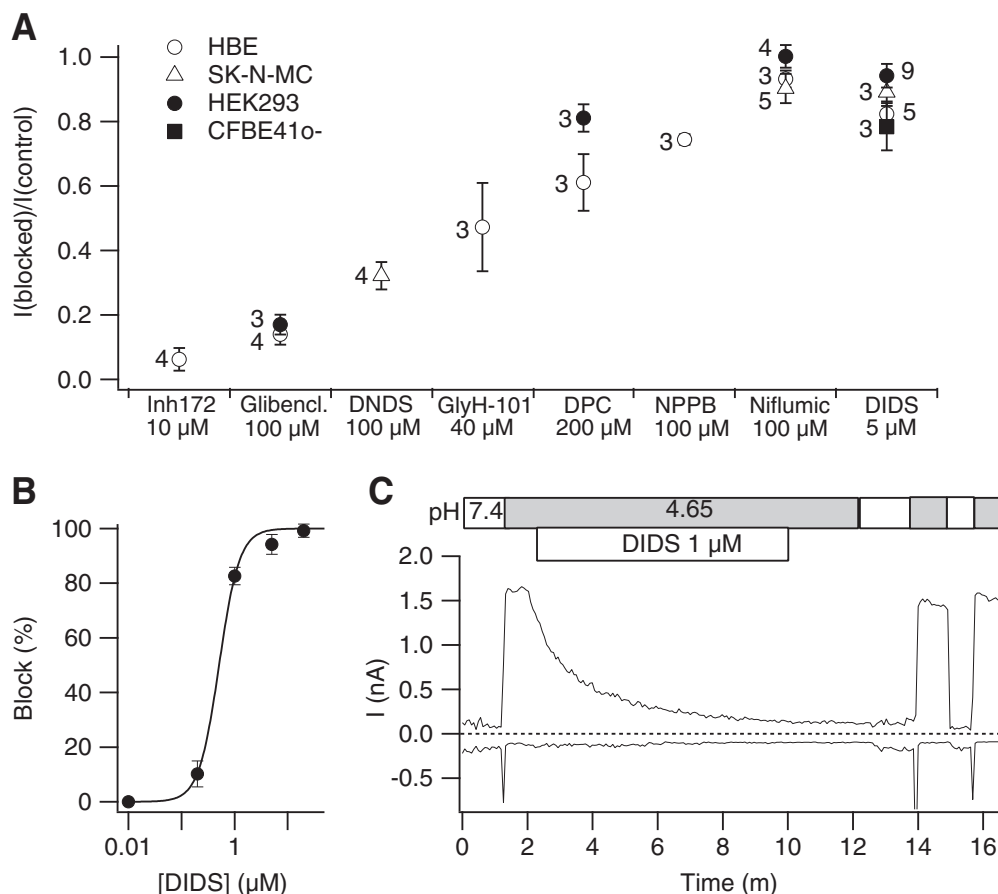 A
HBE
SK-N-MC
HEK293
CFBE41o-
I(blocked)/I(control)
1.0
0.8
0.6
0.4
0.2
0.0
4
3
4
4
3
3
3
3
4
3
5
9
3
5
3
Inh172 Glibencl. DNDS GlyH-101 DPC NPPB Niflumic DIDS
10 µM 100 µM 100 µM 40 µM 200 µM 100 µM 100 µM 5 µM
B
Block (%)
100
80
60
40
20
0
0.01 1
[DIDS] (µM)
C
pH 7.4 4.65
DIDS 1 µM
I (nA)
2.0
1.5
1.0
0.5
0.0
-0.5
0 2 4 6 8 10 12 14 16
Time (m)